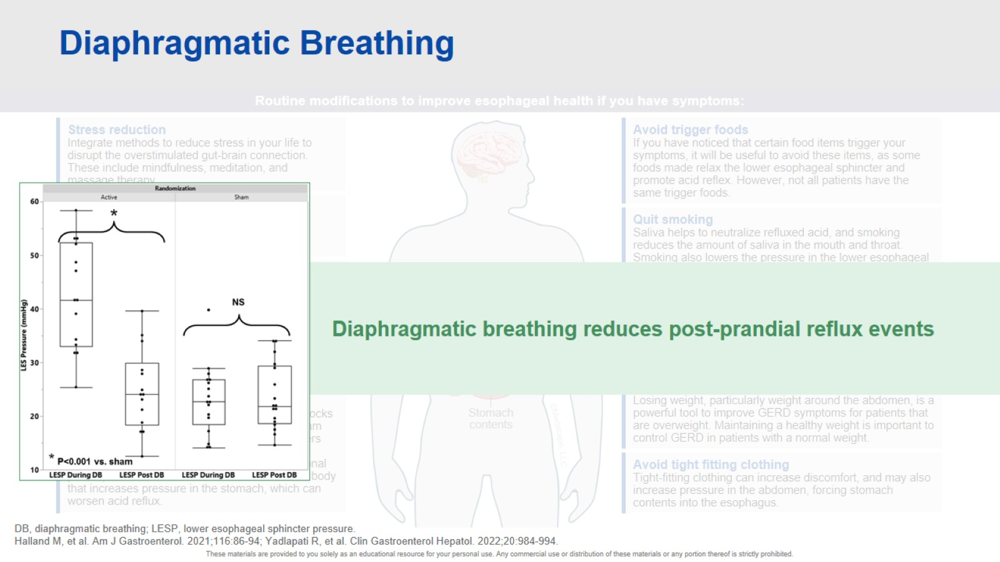 Diaphragmatic Breathing
Routine modifications to improve esophageal health if you have symptoms:
Stress reduction
Integrate methods to reduce stress in your life to
disrupt the overstimulated gut-brain connection.
These include mindfulness, meditation, and
massage therapy
Randomization
Active
Sham
60
50
40
30
20
10
LES Pressure (mmHg)
*
NS
* P<0.001 vs. sham
LESP During DB
LESP Post DB
LESP During DB
LESP Post DB
body
that increases pressure in the stomach, which can
worsen acid reflux.
Stomach
contents
©Medscape, LLC
Avoid trigger foods
If you have noticed that certain food items trigger your
symptoms, it will be useful to avoid these items, as some
foods made relax the lower esophageal sphincter and
promote acid reflex. However, not all patients have the
same trigger foods.
Quit smoking
Saliva helps to neutralize refluxed acid, and smoking
reduces the amount of saliva in the mouth and throat.
Smoking also lowers the pressure in the lower esophageal
Diaphragmatic breathing reduces post-prandial reflux events
Losing weight, particularly weight around the abdomen, is a
powerful tool to improve GERD symptoms for patients that
are overweight. Maintaining a healthy weight is important to
control GERD in patients with a normal weight.
Avoid tight fitting clothing
Tight-fitting clothing can increase discomfort, and may also
increase pressure in the abdomen, forcing stomach
contents into the esophagus.
DB, diaphragmatic breathing; LESP, lower esophageal sphincter pressure.
Halland M, et al. Am J Gastroenterol. 2021;116:86-94; Yadlapati R, et al. Clin Gastroenterol Hepatol. 2022;20:984-994.
These materials are provided to you solely as an educational resource for your personal use. Any commercial use or distribution of these materials or any portion thereof is strictly prohibited.